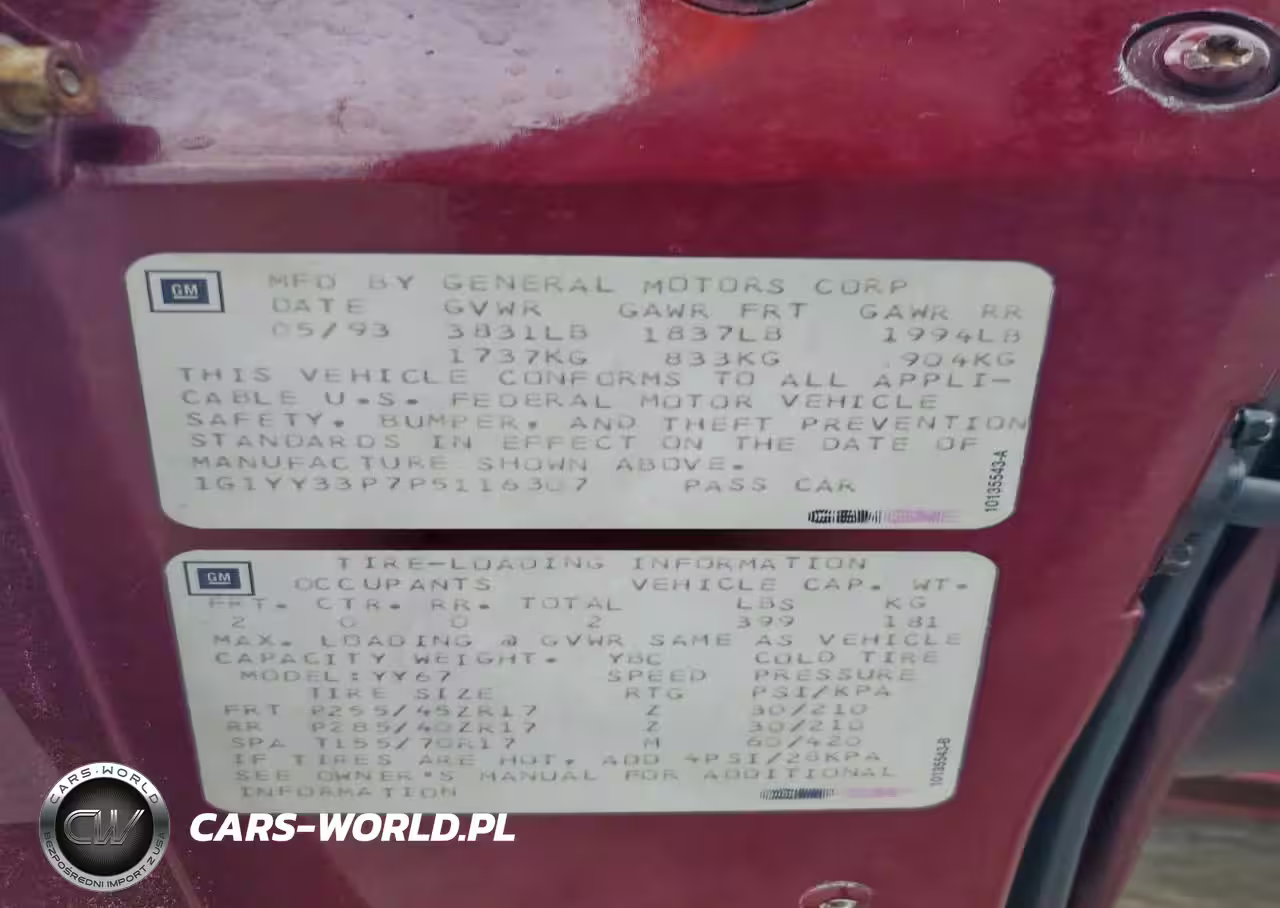 GM
MFD BY GENERAL MOTORS CORP
DATE GVWR GAWR FRT GAWR RR
05/93 3831LB 1837LB 1994LB
1737KG 833KG 904KG
THIS VEHICLE CONFORMS TO ALL APPLI-
CABLE U.S. FEDERAL MOTOR VEHICLE
SAFETY, BUMPER, AND THEFT PREVENTION
STANDARDS IN EFFECT ON THE DATE OF
MANUFACTURE SHOWN ABOVE.
1G1YY33P7P5116307 PASS CAR
10135543-A
GM
TIRE-LOADING INFORMATION
OCCUPANTS VEHICLE CAP. WT.
FRT. CTR. RR. TOTAL LBS KG
2 0 0 2 399 181
MAX. LOADING @ GVWR SAME AS VEHICLE
CAPACITY WEIGHT. YBC COLD TIRE
MODEL:YY67 SPEED PRESSURE
TIRE SIZE RTG PSI/KPA
FRT P255/45ZR17 Z 30/210
RR P285/40ZR17 Z 30/210
SPA T155/70R17 M 60/420
IF TIRES ARE HOT, ADD 4PSI/28KPA
SEE OWNER'S MANUAL FOR ADDITIONAL
INFORMATION
10135543-B
CARS-WORLD
CW
BEZPOŚREDNI IMPORT Z USA
CARS-WORLD.PL